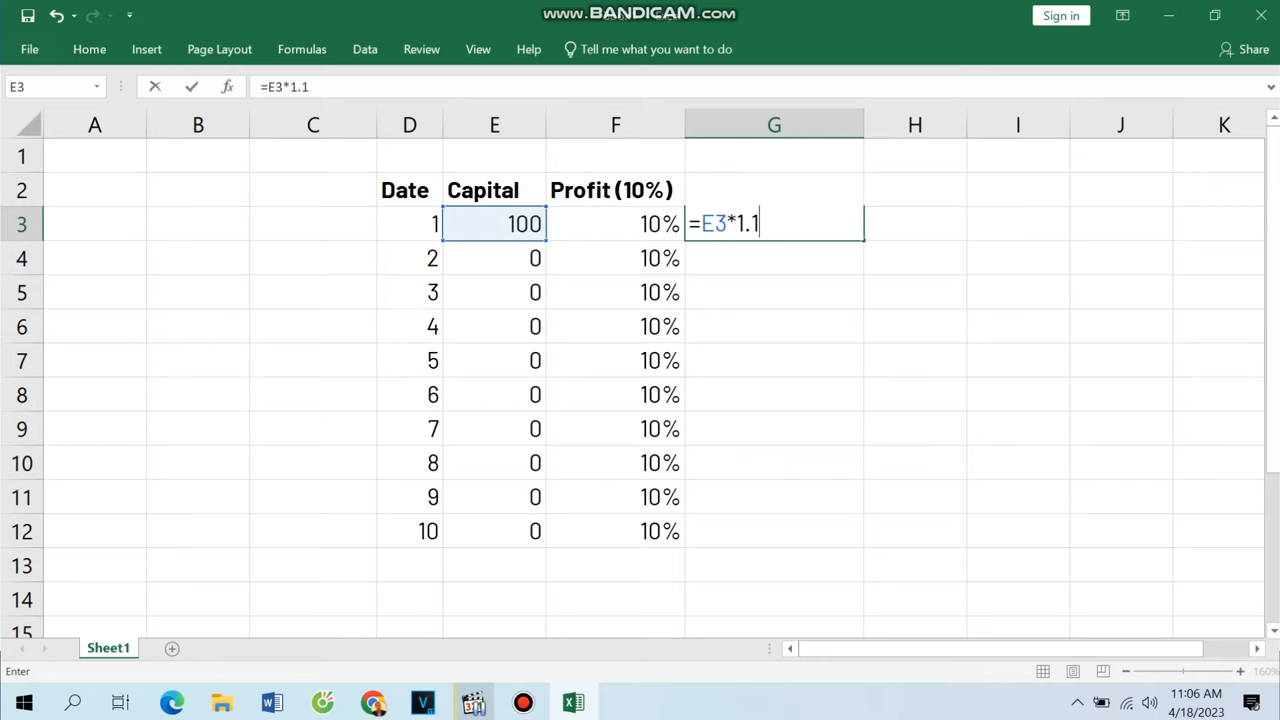 www.BANDICAM.com
Sign in
File Home Insert Page Layout Formulas Data Review View Help Tell me what you want to do Share
E3 fx =E3*1.1
A B C D E F G H I J K
1
2 Date Capital Profit (10%)
3 1 100 10% =E3*1.1
4 2 0 10%
5 3 0 10%
6 4 0 10%
7 5 0 10%
8 6 0 10%
9 7 0 10%
10 8 0 10%
11 9 0 10%
12 10 0 10%
13
14
15
Sheet1
Enter 160%
11:06 AM
4/18/2023